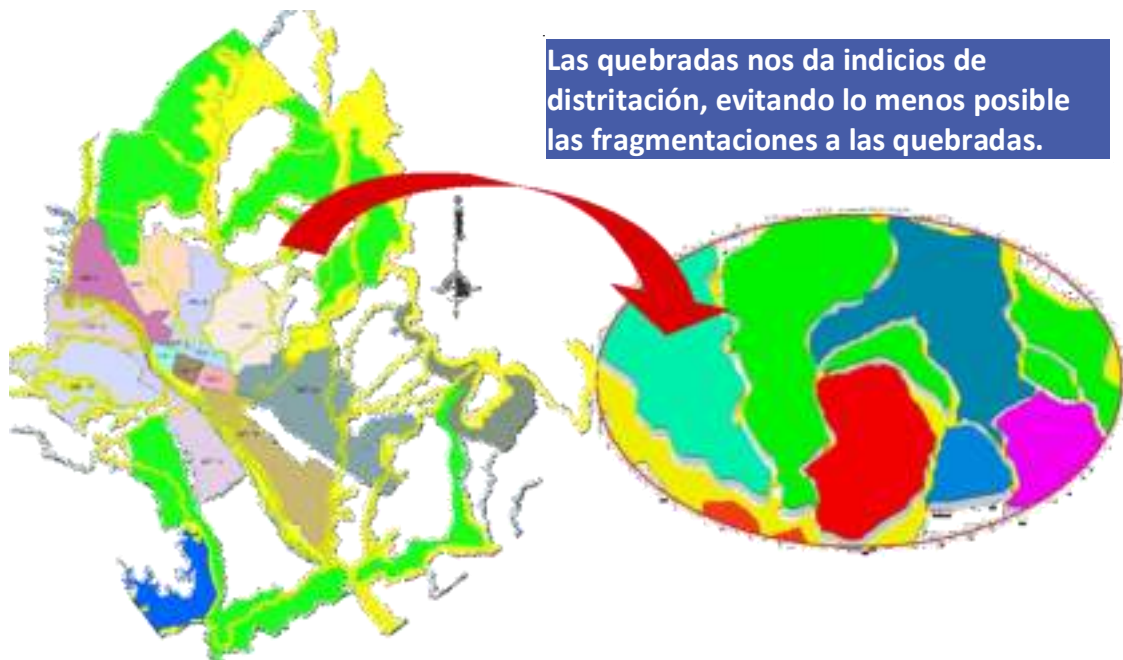 Las quebradas nos da indicios de
distritación, evitando lo menos posible
las fragmentaciones a las quebradas.